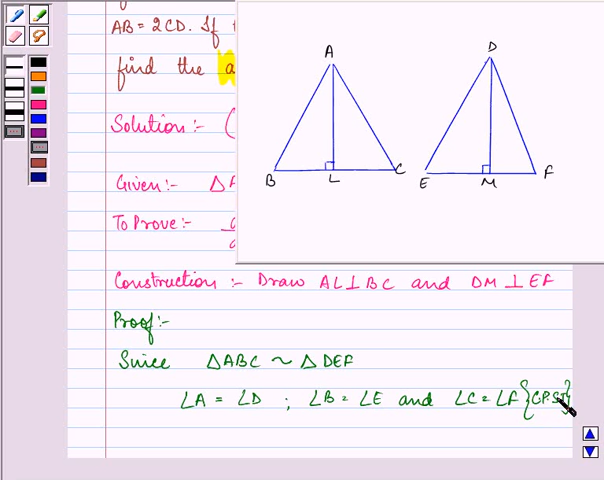 AB = 2CD. If
find the a
Solution:- (
Given:- ΔA
To Prove:-
Construction:- Draw AL⊥BC and DM⊥EF
Proof:-
Since ΔABC ~ ΔDEF
∠A = ∠D ; ∠B = ∠E and ∠C = ∠F {C.P.S.T}
A
B
L
C
D
E
M
F